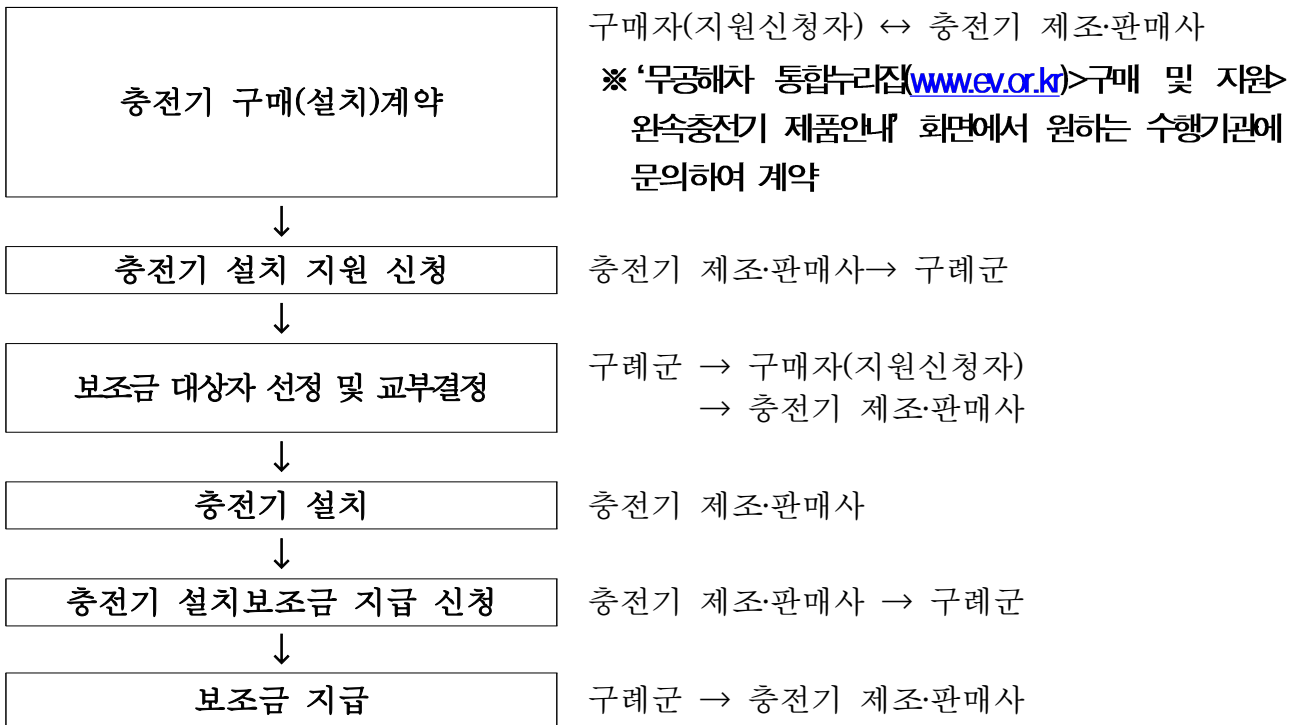 충전기 구매(설치)계약
구매자(지원신청자) ↔ 충전기 제조·판매사
※ ‘무공해차 통합누리집(www.ev.or.kr)>구매 및 지원>
완속충전기 제품안내’ 화면에서 원하는 수행기관에
문의하여 계약
↓
충전기 설치 지원 신청
충전기 제조·판매사→ 구례군
↓
보조금 대상자 선정 및 교부결정
구례군 → 구매자(지원신청자)
→ 충전기 제조·판매사
↓
충전기 설치
충전기 제조·판매사
↓
충전기 설치보조금 지급 신청
충전기 제조·판매사 → 구례군
↓
보조금 지급
구례군 → 충전기 제조·판매사